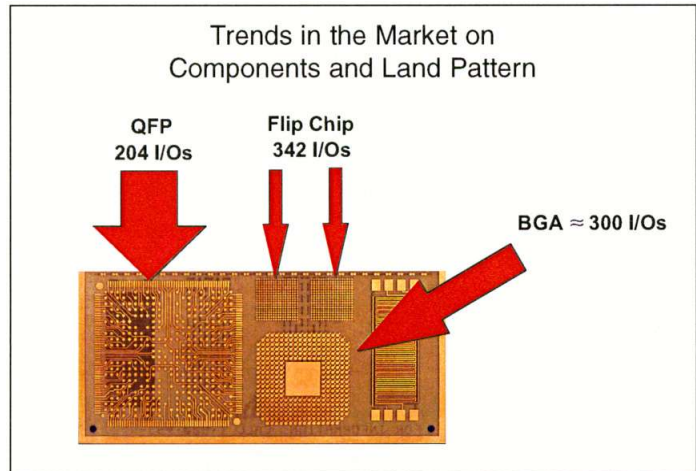 Trends in the Market on
Components and Land Pattern
QFP
204 I/Os
Flip Chip
342 I/Os
BGA ≈ 300 I/Os